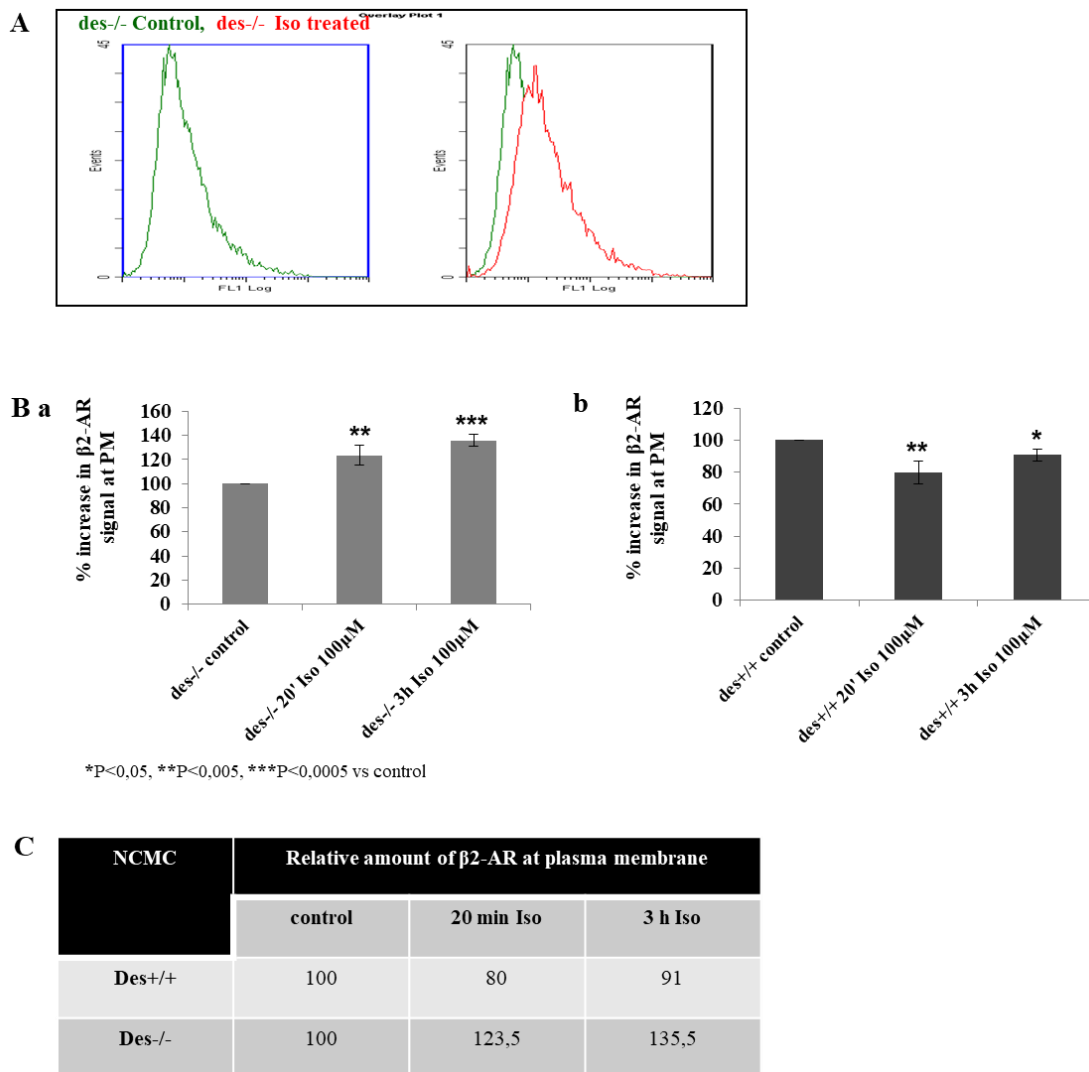 A
des-/- Control, des-/- Iso treated
Overlay Plot 1
45
Events
0
FL1 Log
45
Events
0
FL1 Log
B a
% increase in β2-AR
signal at PM
160
140
120
100
80
60
40
20
0
**
***
des-/- control
des-/- 20' Iso 100μM
des-/- 3h Iso 100μM
*P<0,05, **P<0,005, ***P<0,0005 vs control
b
% increase in β2-AR
signal at PM
120
100
80
60
40
20
0
**
*
des+/+ control
des+/+ 20' Iso 100μM
des+/+ 3h Iso 100μM
C
NCMC Relative amount of β2-AR at plasma membrane
control 20 min Iso 3 h Iso
Des+/+ 100 80 91
Des-/- 100 123,5 135,5